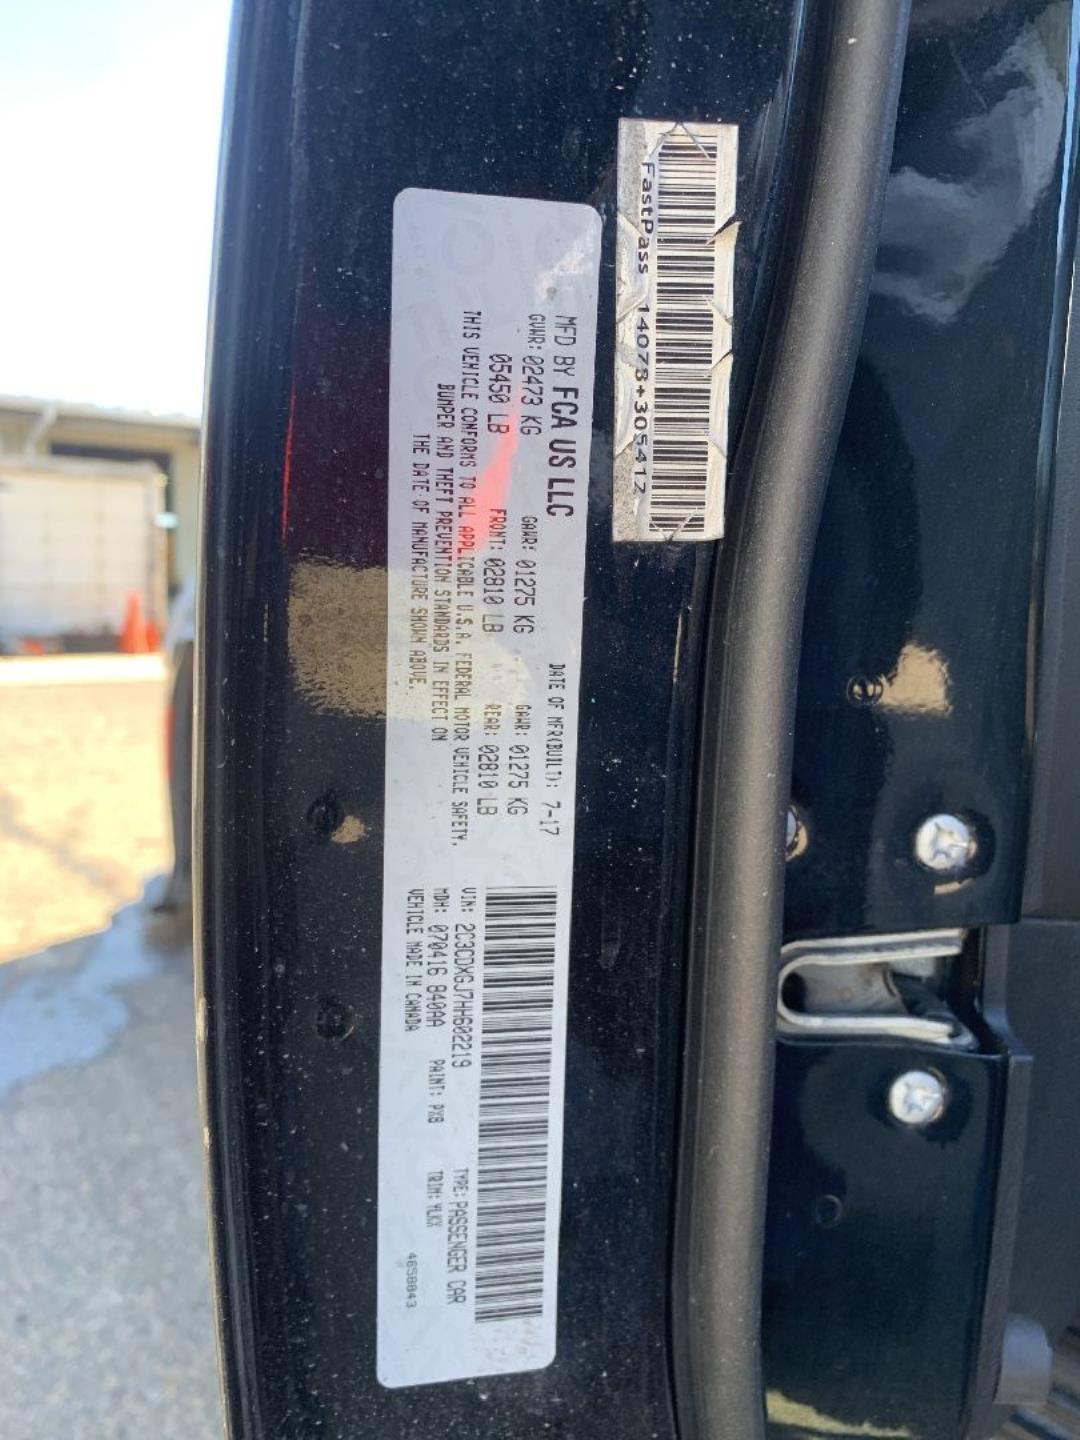 MFD BY FCA US LLC
DATE OF MFR(BUILT): 7-17
GVWR: 02473 KG
GAWR: 01275 KG
GAWR: 01275 KG
05450 LB
FRONT: 02810 LB
REAR: 02810 LB
THIS VEHICLE CONFORMS TO ALL APPLICABLE U.S.A. FEDERAL MOTOR VEHICLE SAFETY,
BUMPER AND THEFT PREVENTION STANDARDS IN EFFECT ON
THE DATE OF MANUFACTURE SHOWN ABOVE.
VIN: 2C3CDXGJ7HH602219
TYPE: PASSENGER CAR
MDH: 070416 840AA
PAINT: PXB
TRIM: YLKX
VEHICLE MADE IN CANADA
4658043
FastPass 14078+305417